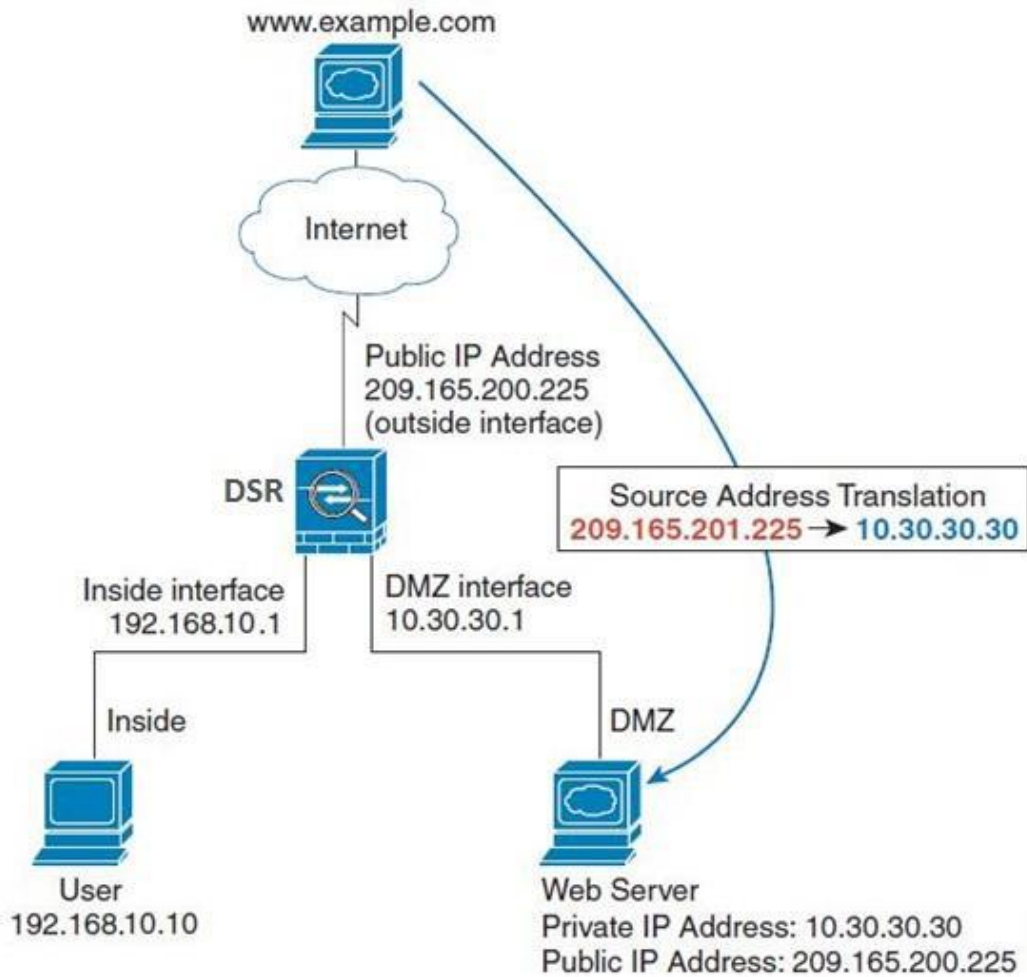 www.example.com
Internet
Public IP Address
209.165.200.225
(outside interface)
DSR
Source Address Translation
209.165.201.225 → 10.30.30.30
Inside interface
192.168.10.1
DMZ interface
10.30.30.1
Inside
DMZ
User
192.168.10.10
Web Server
Private IP Address: 10.30.30.30
Public IP Address: 209.165.200.225